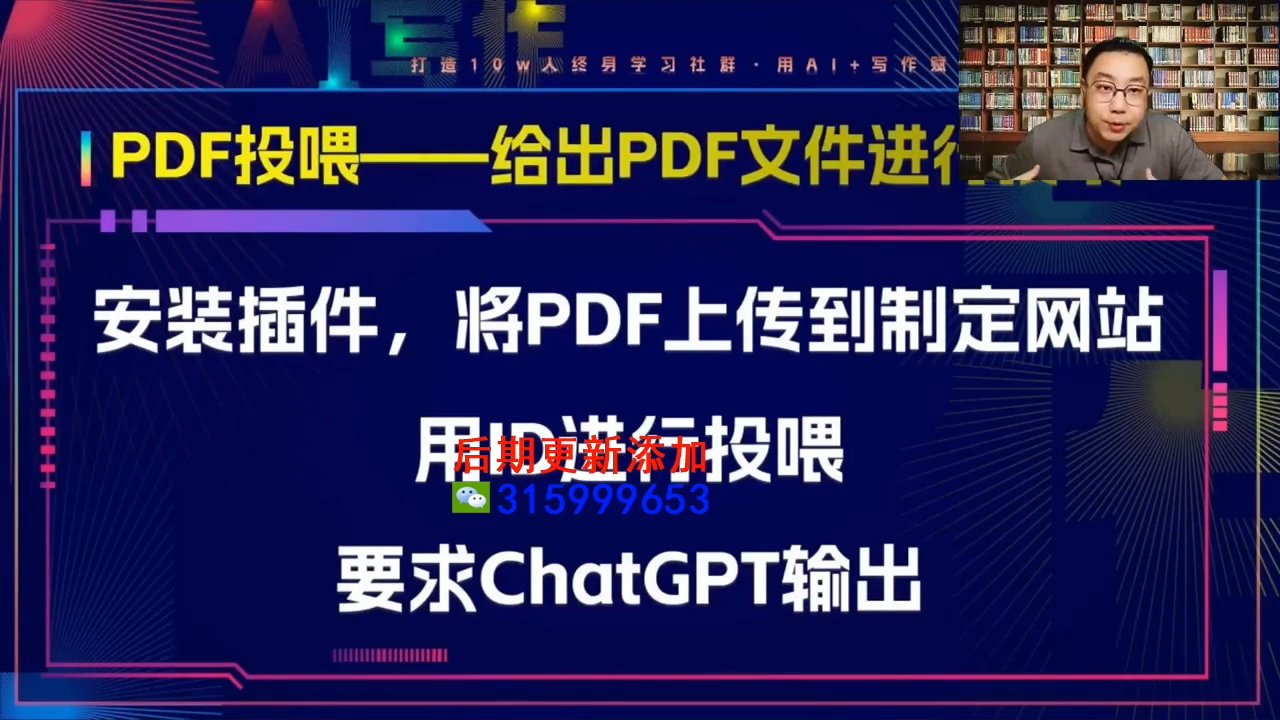 AI写作
打造10w人终身学习社群·用AI+写作赋
PDF投喂——给出PDF文件进行
安装插件，将PDF上传到制定网站
用ID进行投喂
后期更新添加
315999653
要求ChatGPT输出